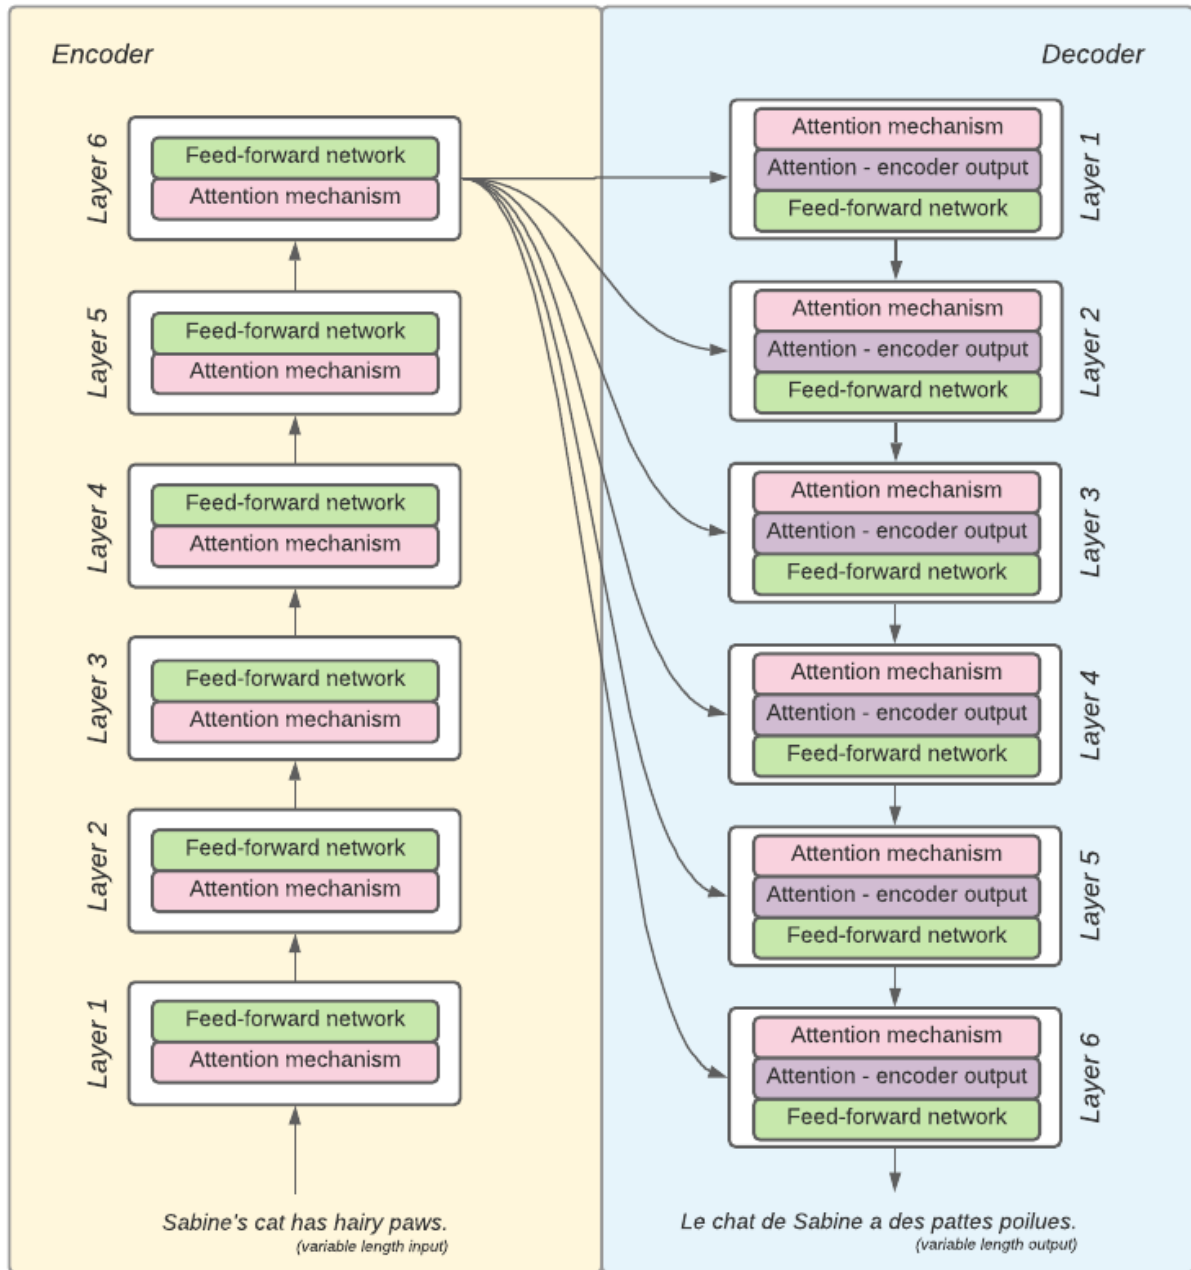 Encoder
Layer 6
Feed-forward network
Attention mechanism
Layer 5
Feed-forward network
Attention mechanism
Layer 4
Feed-forward network
Attention mechanism
Layer 3
Feed-forward network
Attention mechanism
Layer 2
Feed-forward network
Attention mechanism
Layer 1
Feed-forward network
Attention mechanism
Sabine's cat has hairy paws.
(variable length input)
Decoder
Attention mechanism
Attention - encoder output
Feed-forward network
Layer 1
Attention mechanism
Attention - encoder output
Feed-forward network
Layer 2
Attention mechanism
Attention - encoder output
Feed-forward network
Layer 3
Attention mechanism
Attention - encoder output
Feed-forward network
Layer 4
Attention mechanism
Attention - encoder output
Feed-forward network
Layer 5
Attention mechanism
Attention - encoder output
Feed-forward network
Layer 6
Le chat de Sabine a des pattes poilues.
(variable length output)